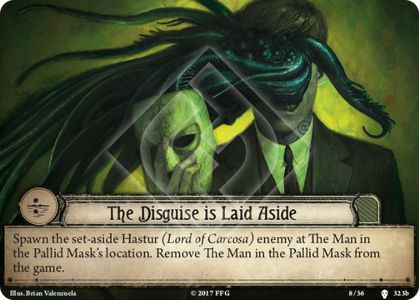 The Disguise is Laid Aside
Spawn the set-aside Hastur (Lord of Carcosa) enemy at The Man in
the Pallid Mask's location. Remove The Man in the Pallid Mask from
the game.
Illus. Brian Valenzuela © 2017 FFG 8/36 323b